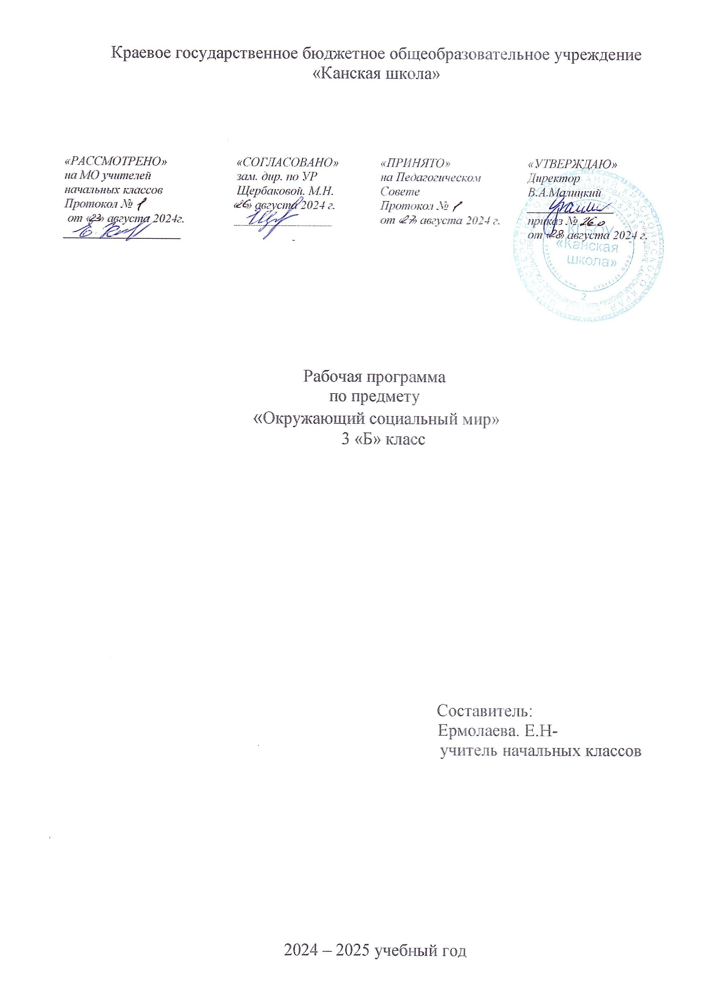 Краевое государственное бюджетное общеобразовательное учреждение
«Канская школа»
«РАССМОТРЕНО»
на МО учителей
начальных классов
Протокол № 1
от «23» августа 2024г.
«СОГЛАСОВАНО»
зам. дир. по УР
Щербаковой. М.Н.
«26» августа 2024 г.
«ПРИНЯТО»
на Педагогическом
Совете
Протокол № 1
от «27» августа 2024 г.
«УТВЕРЖДАЮ»
Директор
В.А.Малицкий
приказ № 260
от «28» августа 2024 г.
КГБОУ
«Канская
школа»
2
Рабочая программа
по предмету
«Окружающий социальный мир»
3 «Б» класс
Составитель:
Ермолаева. Е.Н-
учитель начальных классов
2024 – 2025 учебный год